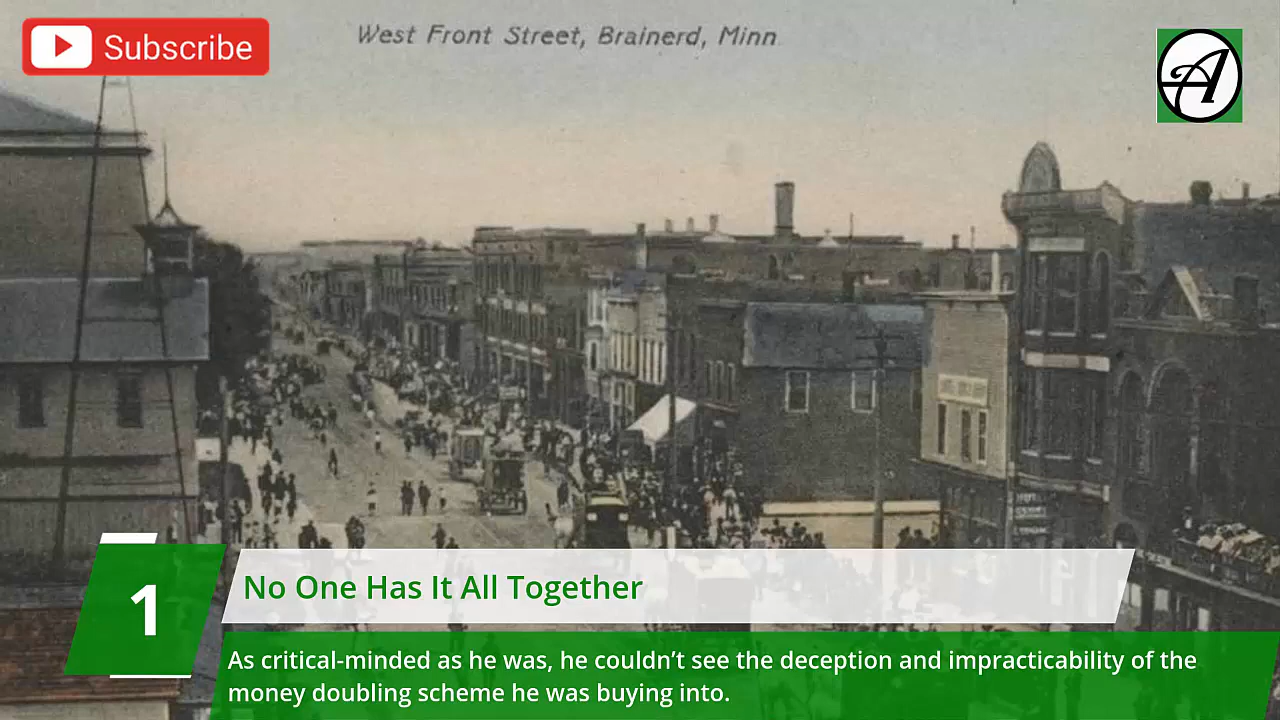 Subscribe
West Front Street, Brainerd, Minn
A
1
No One Has It All Together
As critical-minded as he was, he couldn’t see the deception and impracticability of the
money doubling scheme he was buying into.